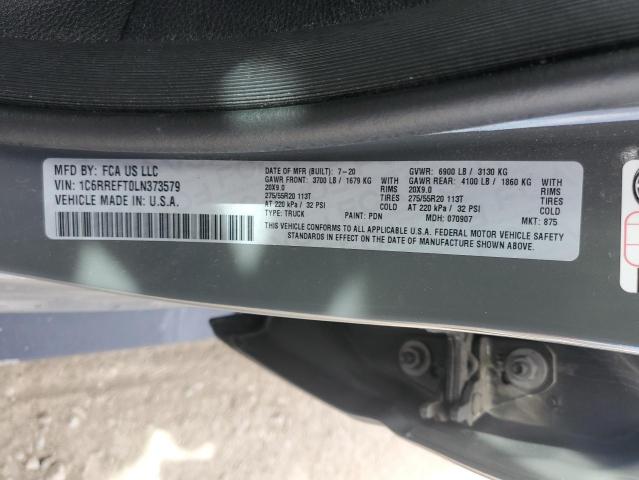 MFD BY: FCA US LLC
VIN: 1C6RREFT0LN373579
VEHICLE MADE IN U.S.A.
DATE OF MFR (BUILT): 7-20
GAWR FRONT: 3700 LB / 1679 KG
20X9.0
275/55R20 113T
AT 220 kPa / 32 PSI
TYPE: TRUCK
PAINT: PDN
TIRES
COLD
GVWR: 6900 LB / 3130 KG
GAWR REAR: 4100 LB / 1860 KG
20X9.0
275/55R20 113T
AT 220 kPa / 32 PSI
MDH: 070907
TIRES
COLD
MKT: 875
THIS VEHICLE CONFORMS TO ALL APPLICABLE U.S.A. FEDERAL MOTOR VEHICLE SAFETY
STANDARDS IN EFFECT ON THE DATE OF MANUFACTURE SHOWN ABOVE.